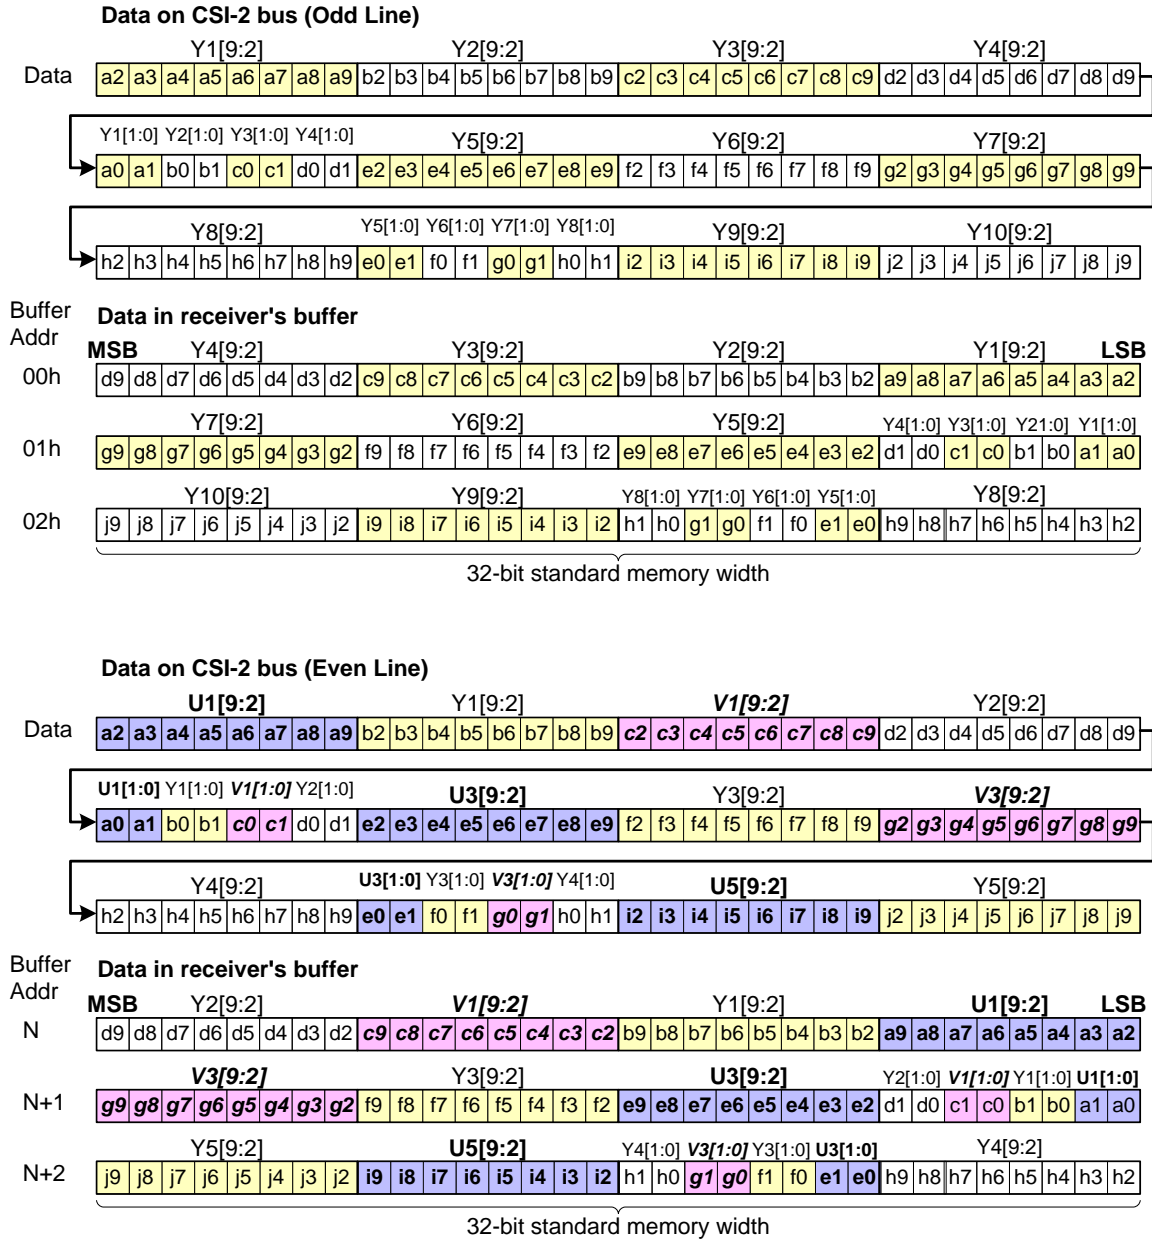 Data on CSI-2 bus (Odd Line)
Y1[9:2] Y2[9:2] Y3[9:2] Y4[9:2]
Data a2 a3 a4 a5 a6 a7 a8 a9 b2 b3 b4 b5 b6 b7 b8 b9 c2 c3 c4 c5 c6 c7 c8 c9 d2 d3 d4 d5 d6 d7 d8 d9
Y1[1:0] Y2[1:0] Y3[1:0] Y4[1:0] Y5[9:2] Y6[9:2] Y7[9:2]
a0 a1 b0 b1 c0 c1 d0 d1 e2 e3 e4 e5 e6 e7 e8 e9 f2 f3 f4 f5 f6 f7 f8 f9 g2 g3 g4 g5 g6 g7 g8 g9
Y8[9:2] Y5[1:0] Y6[1:0] Y7[1:0] Y8[1:0] Y9[9:2] Y10[9:2]
h2 h3 h4 h5 h6 h7 h8 h9 e0 e1 f0 f1 g0 g1 h0 h1 i2 i3 i4 i5 i6 i7 i8 i9 j2 j3 j4 j5 j6 j7 j8 j9
Buffer
Addr
Data in receiver's buffer
MSB Y4[9:2] Y3[9:2] Y2[9:2] Y1[9:2] LSB
00h d9 d8 d7 d6 d5 d4 d3 d2 c9 c8 c7 c6 c5 c4 c3 c2 b9 b8 b7 b6 b5 b4 b3 b2 a9 a8 a7 a6 a5 a4 a3 a2
Y7[9:2] Y6[9:2] Y5[9:2] Y4[1:0] Y3[1:0] Y21:0] Y1[1:0]
01h g9 g8 g7 g6 g5 g4 g3 g2 f9 f8 f7 f6 f5 f4 f3 f2 e9 e8 e7 e6 e5 e4 e3 e2 d1 d0 c1 c0 b1 b0 a1 a0
Y10[9:2] Y9[9:2] Y8[1:0] Y7[1:0] Y6[1:0] Y5[1:0] Y8[9:2]
02h j9 j8 j7 j6 j5 j4 j3 j2 i9 i8 i7 i6 i5 i4 i3 i2 h1 h0 g1 g0 f1 f0 e1 e0 h9 h8 h7 h6 h5 h4 h3 h2
32-bit standard memory width
Data on CSI-2 bus (Even Line)
U1[9:2] Y1[9:2] V1[9:2] Y2[9:2]
Data a2 a3 a4 a5 a6 a7 a8 a9 b2 b3 b4 b5 b6 b7 b8 b9 c2 c3 c4 c5 c6 c7 c8 c9 d2 d3 d4 d5 d6 d7 d8 d9
U1[1:0] Y1[1:0] V1[1:0] Y2[1:0] U3[9:2] Y3[9:2] V3[9:2]
a0 a1 b0 b1 c0 c1 d0 d1 e2 e3 e4 e5 e6 e7 e8 e9 f2 f3 f4 f5 f6 f7 f8 f9 g2 g3 g4 g5 g6 g7 g8 g9
Y4[9:2] U3[1:0] Y3[1:0] V3[1:0] Y4[1:0] U5[9:2] Y5[9:2]
h2 h3 h4 h5 h6 h7 h8 h9 e0 e1 f0 f1 g0 g1 h0 h1 i2 i3 i4 i5 i6 i7 i8 i9 j2 j3 j4 j5 j6 j7 j8 j9
Buffer
Addr
Data in receiver's buffer
MSB Y2[9:2] V1[9:2] Y1[9:2] U1[9:2] LSB
N d9 d8 d7 d6 d5 d4 d3 d2 c9 c8 c7 c6 c5 c4 c3 c2 b9 b8 b7 b6 b5 b4 b3 b2 a9 a8 a7 a6 a5 a4 a3 a2
V3[9:2] Y3[9:2] U3[9:2] Y2[1:0] V1[1:0] Y1[1:0] U1[1:0]
N+1 g9 g8 g7 g6 g5 g4 g3 g2 f9 f8 f7 f6 f5 f4 f3 f2 e9 e8 e7 e6 e5 e4 e3 e2 d1 d0 c1 c0 b1 b0 a1 a0
Y5[9:2] U5[9:2] Y4[1:0] V3[1:0] Y3[1:0] U3[1:0] Y4[9:2]
N+2 j9 j8 j7 j6 j5 j4 j3 j2 i9 i8 i7 i6 i5 i4 i3 i2 h1 h0 g1 g0 f1 f0 e1 e0 h9 h8 h7 h6 h5 h4 h3 h2
32-bit standard memory width